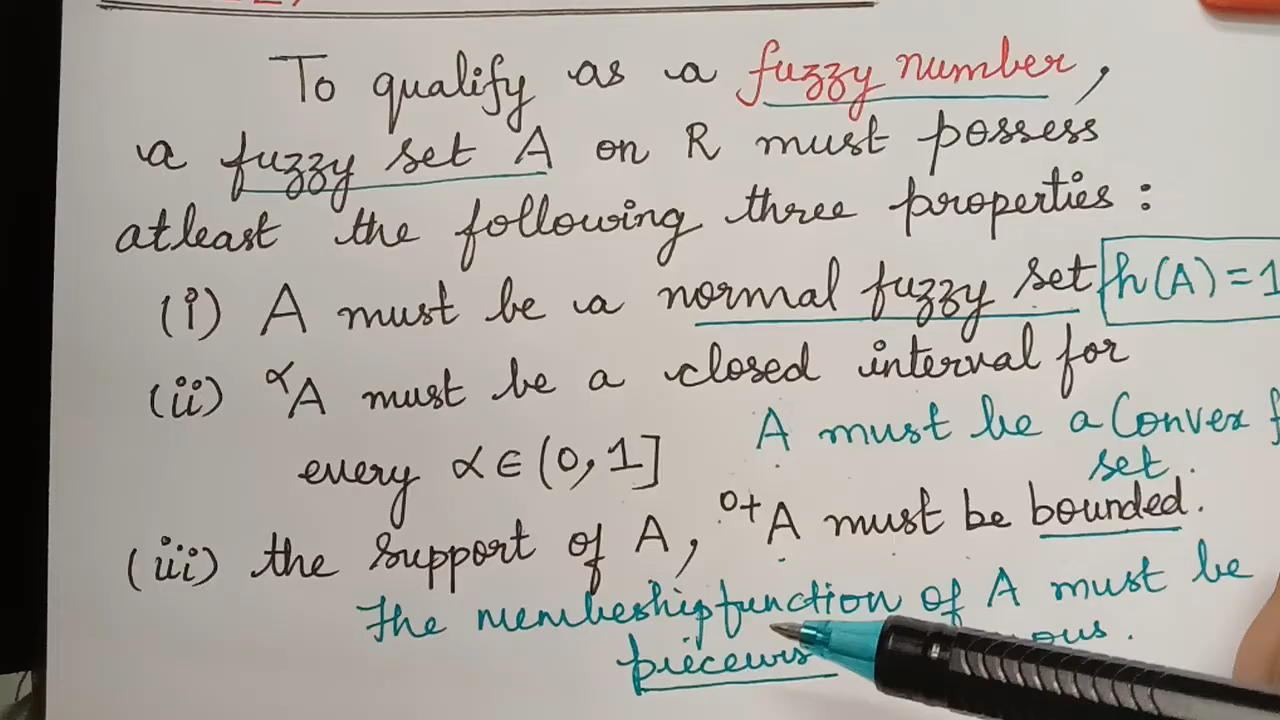 To qualify as a fuzzy number,
a fuzzy set A on R must possess
atleast the following three properties :
(i) A must be a normal fuzzy set h(A) = 1
(ii) αA must be a closed interval for
every α ∈ (0, 1]
A must be a Convex
set.
(iii) the support of A, 0+A must be bounded.
The membeship function of A must be